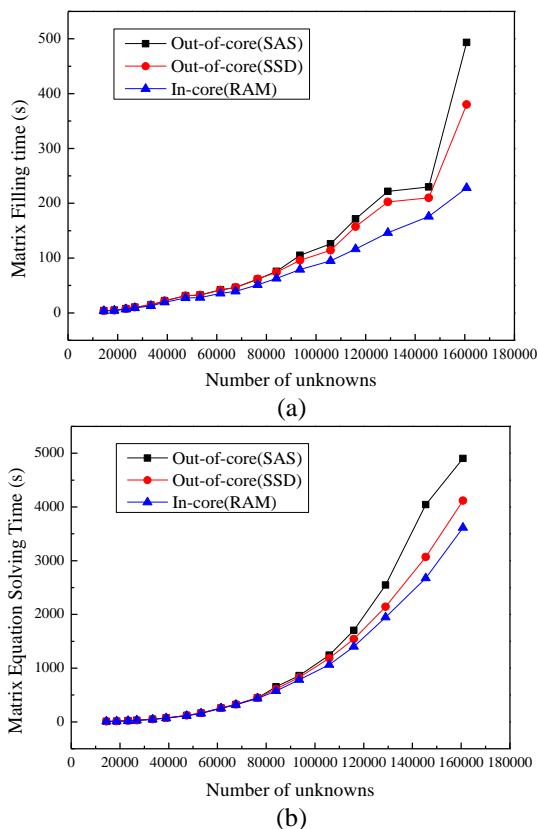 500
400
300
200
100
0
Matrix Filling time (s)
Out-of-core(SAS)
Out-of-core(SSD)
In-core(RAM)
0 20000 40000 60000 80000 100000 120000 140000 160000 180000
Number of unknowns
(a)
5000
4000
3000
2000
1000
0
Matrix Equation Solving Time (s)
Out-of-core(SAS)
Out-of-core(SSD)
In-core(RAM)
0 20000 40000 60000 80000 100000 120000 140000 160000 180000
Number of unknowns
(b)